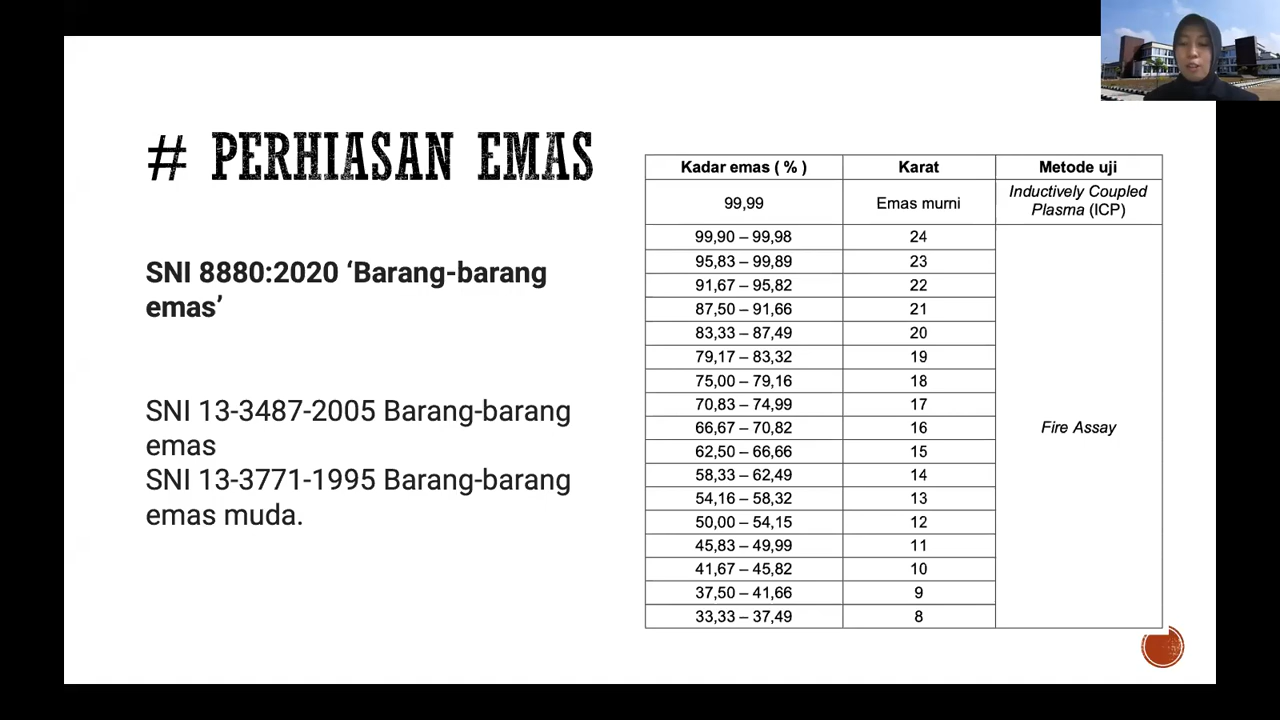 # PERHIASAN EMAS
SNI 8880:2020 ‘Barang-barang
emas’
SNI 13-3487-2005 Barang-barang
emas
SNI 13-3771-1995 Barang-barang
emas muda.
Kadar emas ( % ) Karat Metode uji
99,99 Emas murni Inductively Coupled
Plasma (ICP)
99,90 – 99,98 24
95,83 – 99,89 23
91,67 – 95,82 22
87,50 – 91,66 21
83,33 – 87,49 20
79,17 – 83,32 19
75,00 – 79,16 18
70,83 – 74,99 17
66,67 – 70,82 16 Fire Assay
62,50 – 66,66 15
58,33 – 62,49 14
54,16 – 58,32 13
50,00 – 54,15 12
45,83 – 49,99 11
41,67 – 45,82 10
37,50 – 41,66 9
33,33 – 37,49 8